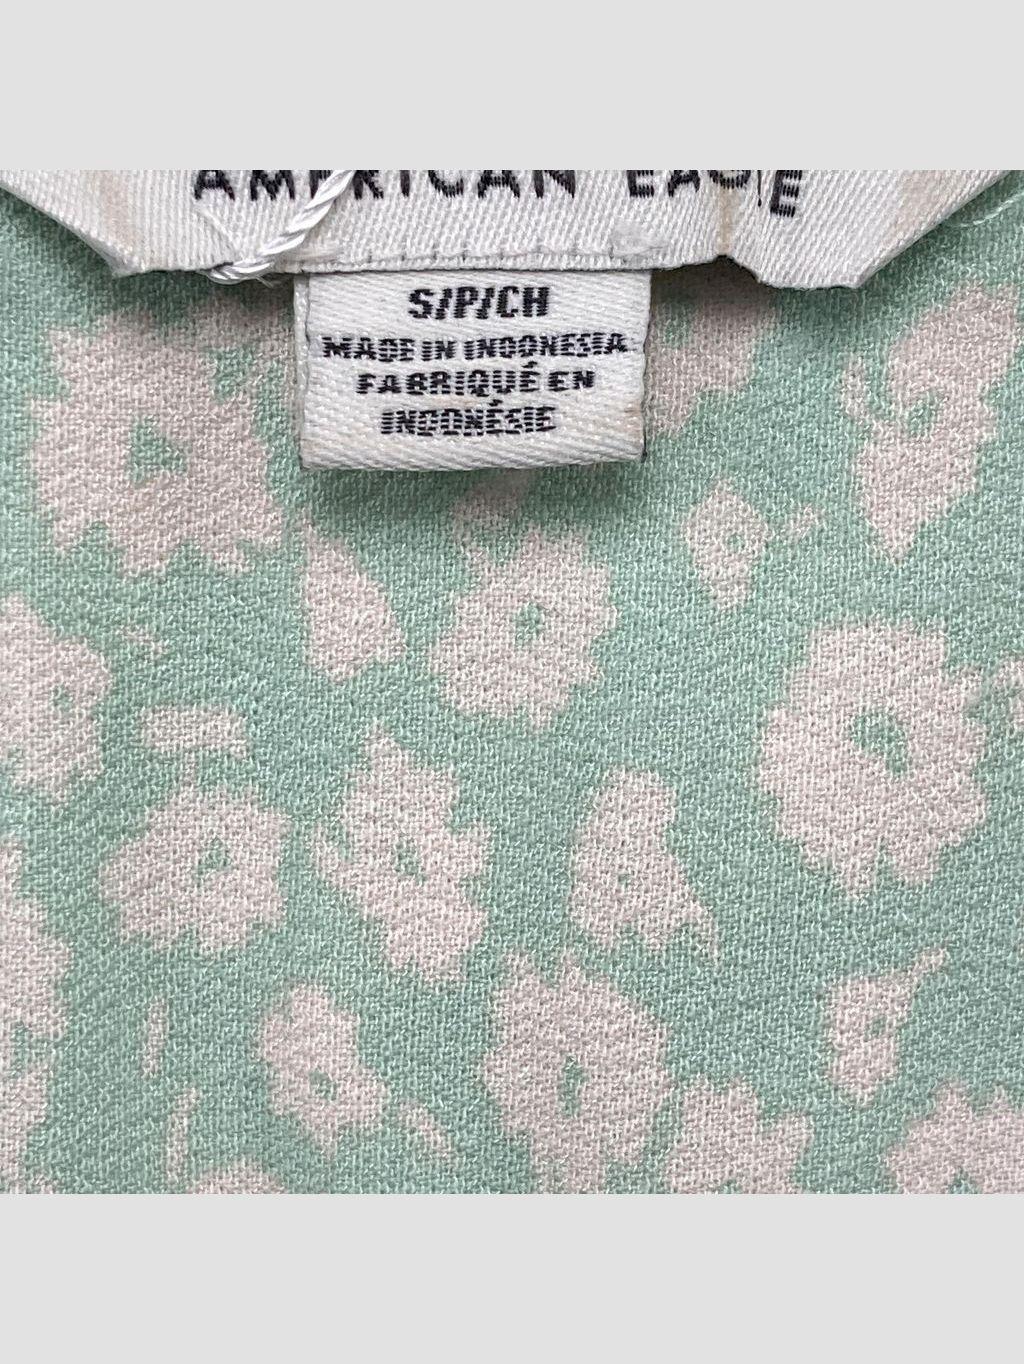 AMERICAN EAGLE
S/P/CH
MADE IN INDONESIA
FABRIQUÉ EN
INDONÉSIE